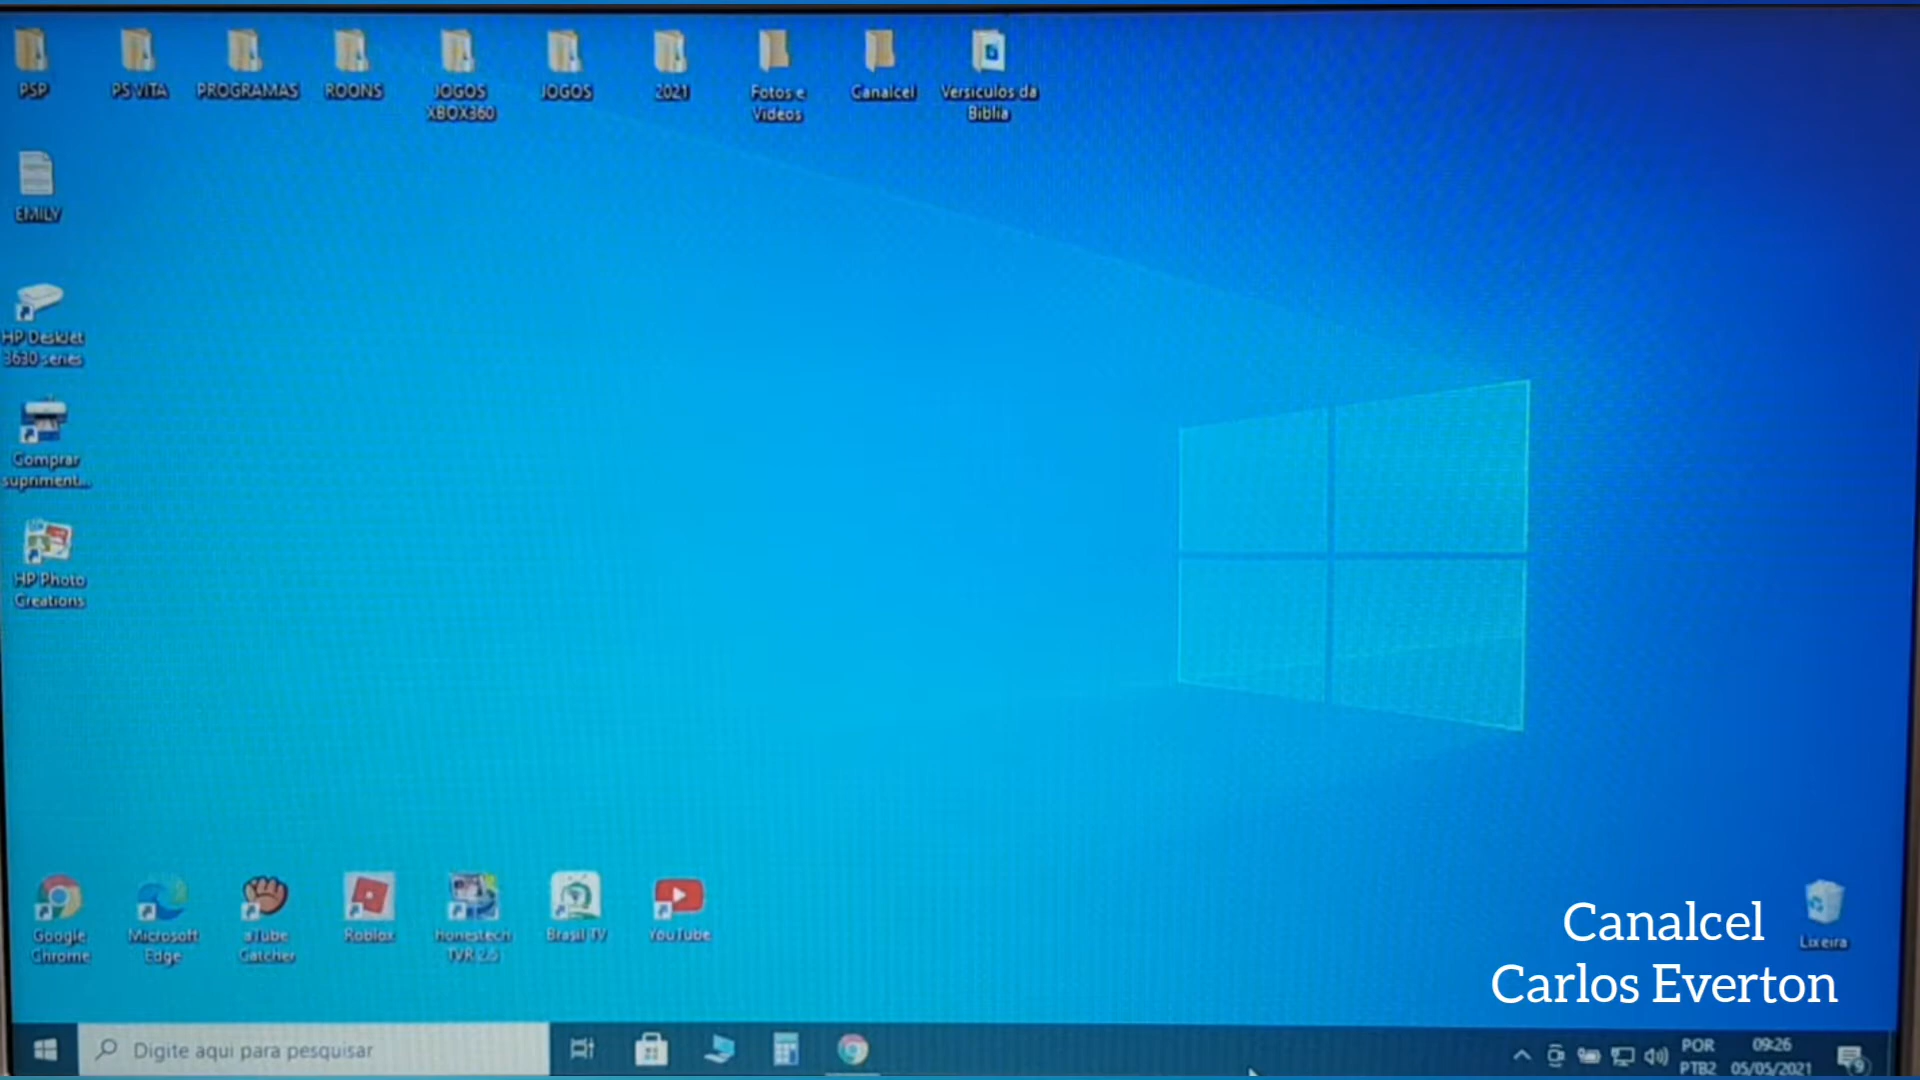 PSP
PS VITA
PROGRAMAS
ROONS
JOGOS
XBOX360
JOGOS
2021
Fotos e
Videos
Canalcel
Versiculos da
Biblia
EMILY
HP DeskJet
3630 series
Comprar
supriment...
HP Photo
Creations
Google
Chrome
Microsoft
Edge
aTube
Catcher
Roblox
honestech
TVR 2.5
Brasil TV
YouTube
Lixeira
Canalcel
Carlos Everton
Digite aqui para pesquisar
POR
PTB2
09:26
05/05/2021
9